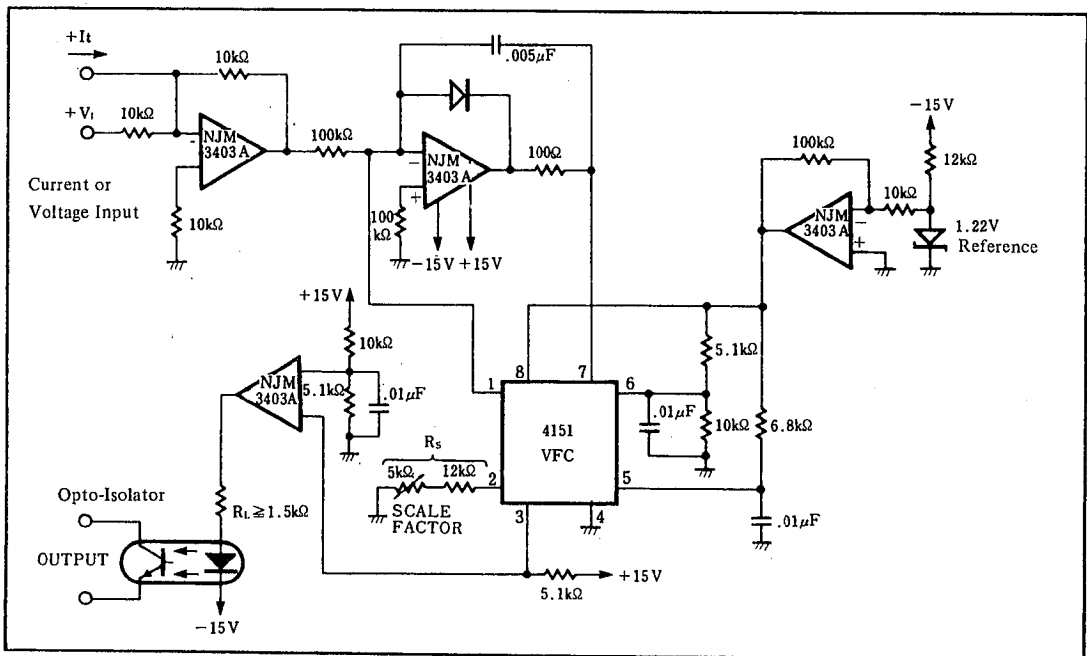 +It
10kΩ
.005μF
+V₁
10kΩ
NJM
3403A
-
100kΩ
NJM
3403A
-
+
100Ω
Current or
Voltage Input
10kΩ
100
kΩ
-15V +15V
-15V
100kΩ
12kΩ
10kΩ
NJM
3403A
-
+
1.22V
Reference
+15V
10kΩ
NJM
3403A
5.1kΩ
.01μF
1
8
7
6
5.1kΩ
.01μF
10kΩ
6.8kΩ
4151
VFC
Rs
5kΩ
12kΩ
2
5
SCALE
FACTOR
3
4
.01μF
Opto-Isolator
RL≧1.5kΩ
OUTPUT
+15V
5.1kΩ
-15V